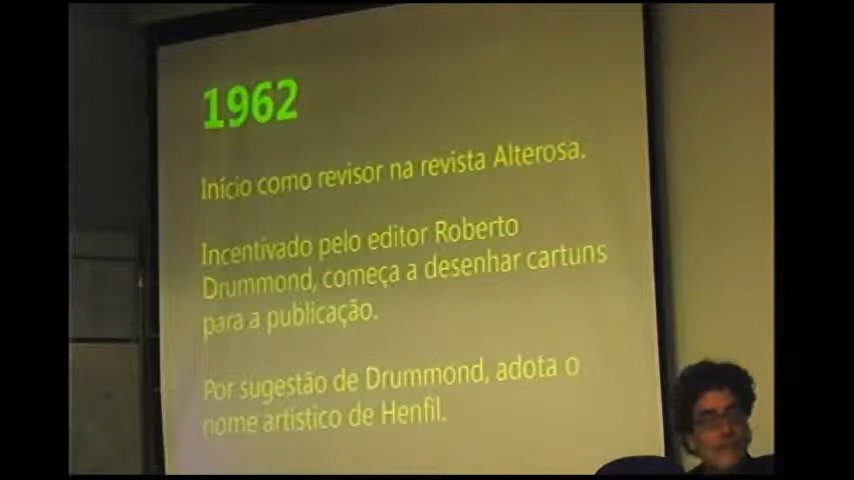 1962
Início como revisor na revista Alterosa.
Incentivado pelo editor Roberto
Drummond, começa a desenhar cartuns
para a publicação.
Por sugestão de Drummond, adota o
nome artístico de Henfil.